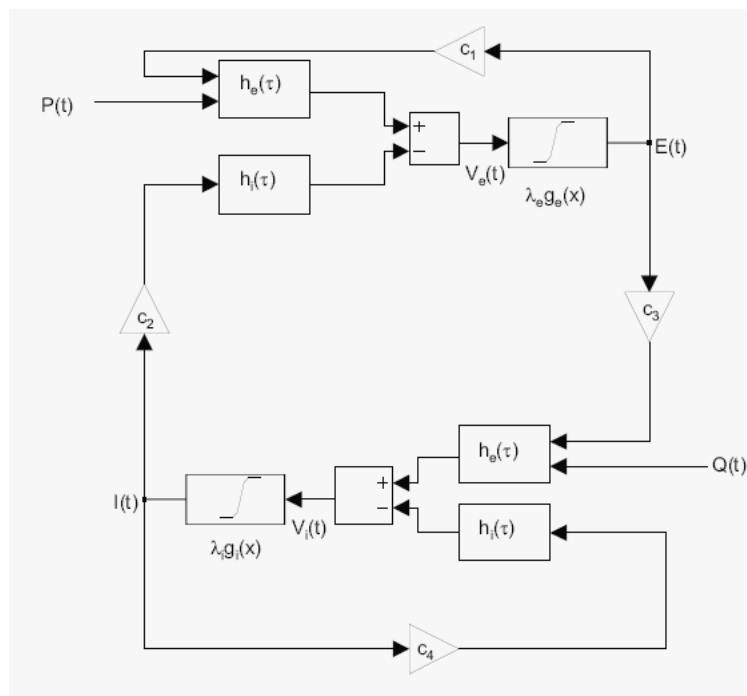 c₁
hₑ(τ)
P(t)
+
−
E(t)
Vₑ(t)
hᵢ(τ)
λₑgₑ(x)
c₂
c₃
hₑ(τ)
Q(t)
+
−
I(t)
Vᵢ(t)
hᵢ(τ)
λᵢgᵢ(x)
c₄